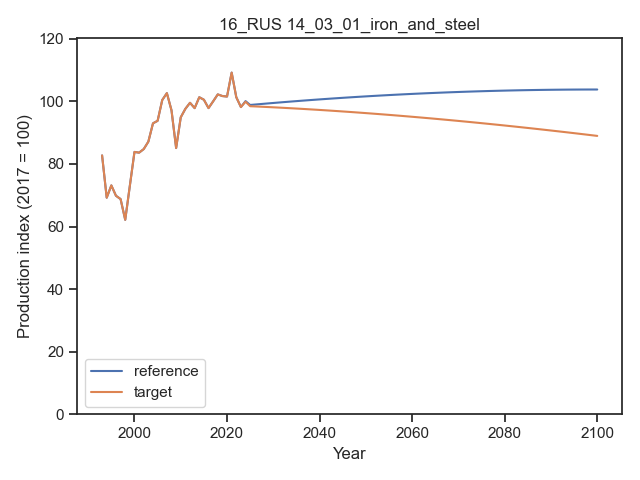 16_RUS 14_03_01_iron_and_steel
Production index (2017 = 100)
120
100
80
60
40
20
0
reference
target
2000
2020
2040
2060
2080
2100
Year